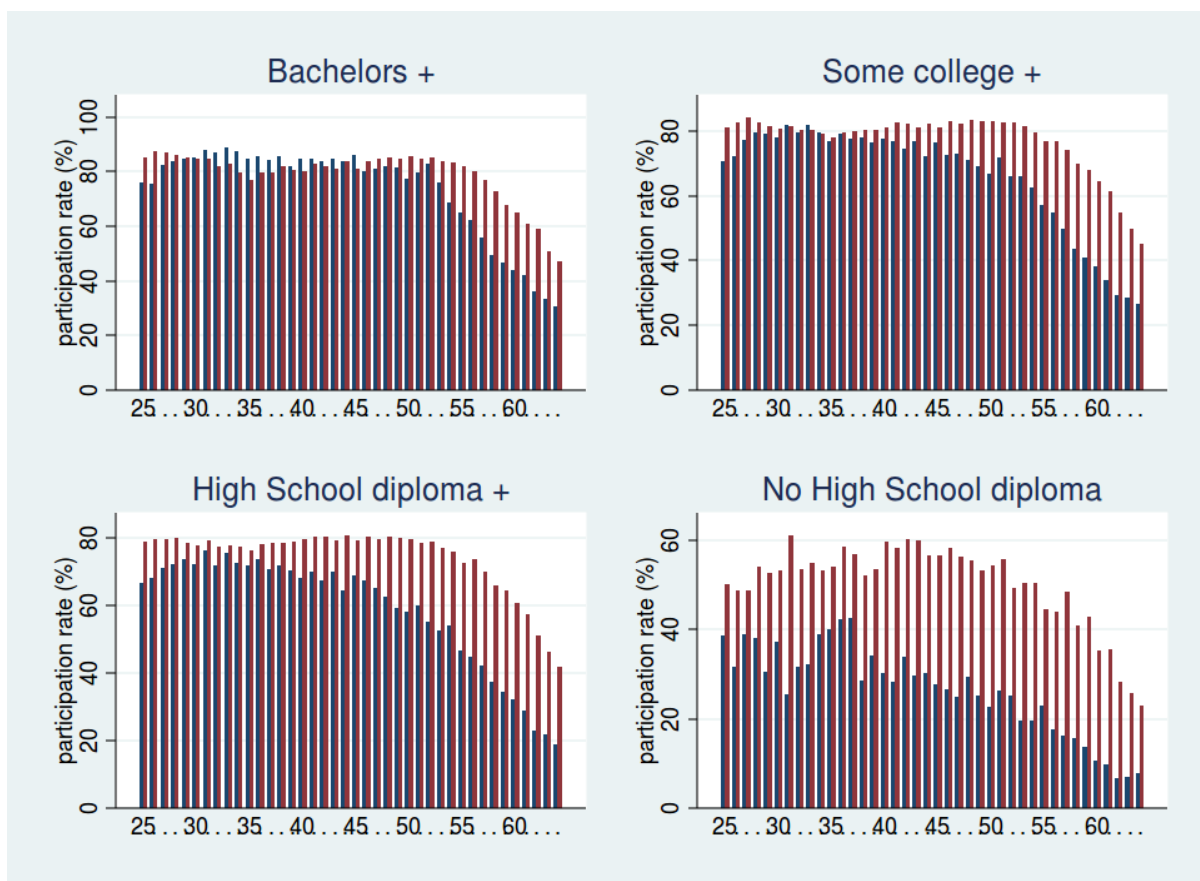 Bachelors +
participation rate (%)
100
80
60
40
20
0
25. . . .30. . . .35. . . .40. . . .45. . . .50. . . .55. . . .60. . . .
Some college +
participation rate (%)
80
60
40
20
0
25. . . .30. . . .35. . . .40. . . .45. . . .50. . . .55. . . .60. . . .
High School diploma +
participation rate (%)
80
60
40
20
0
25. . . .30. . . .35. . . .40. . . .45. . . .50. . . .55. . . .60. . . .
No High School diploma
participation rate (%)
60
40
20
0
25. . . .30. . . .35. . . .40. . . .45. . . .50. . . .55. . . .60. . . .